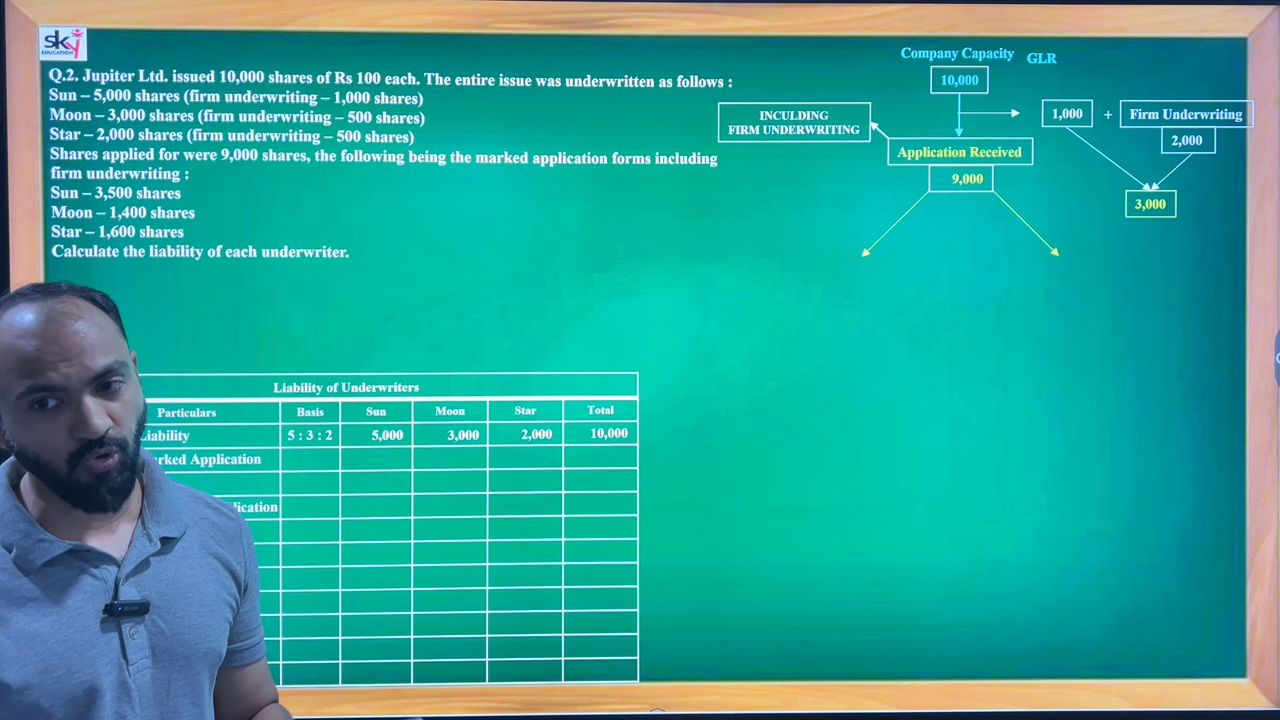 sky
EDUCATION
Q.2. Jupiter Ltd. issued 10,000 shares of Rs 100 each. The entire issue was underwritten as follows :
Sun – 5,000 shares (firm underwriting – 1,000 shares)
Moon – 3,000 shares (firm underwriting – 500 shares)
Star – 2,000 shares (firm underwriting – 500 shares)
Shares applied for were 9,000 shares, the following being the marked application forms including
firm underwriting :
Sun – 3,500 shares
Moon – 1,400 shares
Star – 1,600 shares
Calculate the liability of each underwriter.
Company Capacity GLR
10,000
INCULDING
FIRM UNDERWRITING
1,000 + Firm Underwriting
2,000
Application Received
9,000
3,000
Liability of Underwriters
Particulars Basis Sun Moon Star Total
Liability 5 : 3 : 2 5,000 3,000 2,000 10,000
rked Application
lication